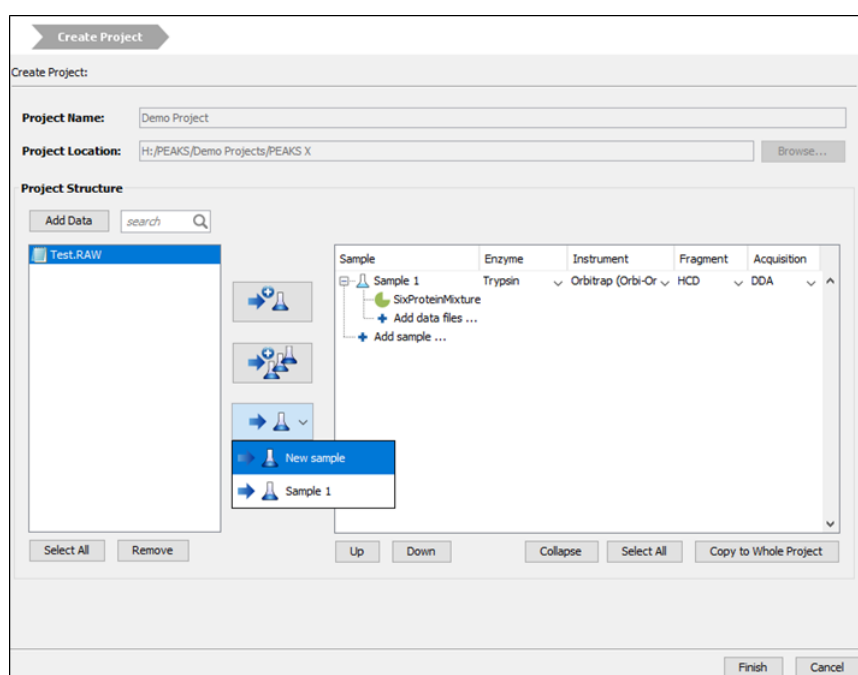 Create Project
Create Project:
Project Name: Demo Project
Project Location: H:/PEAKS/Demo Projects/PEAKS X Browse...
Project Structure
Add Data search
Test.RAW
Sample Enzyme Instrument Fragment Acquisition
Sample 1 Trypsin Orbitrap (Orbi-Or HCD DDA
SixProteinMixture
Add data files ...
Add sample ...
New sample
Sample 1
Select All Remove Up Down Collapse Select All Copy to Whole Project
Finish Cancel